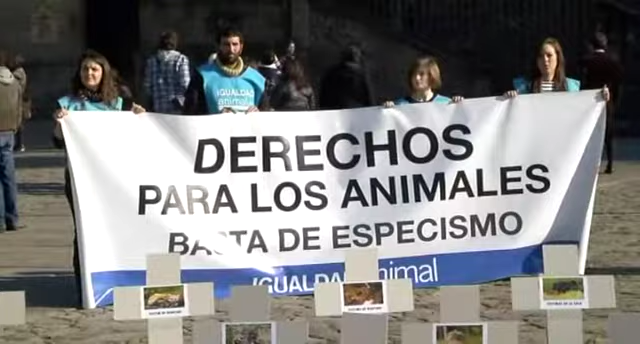 IGUALDAD
animal
DERECHOS
PARA LOS ANIMALES
BASTA DE ESPECISMO
IGUALDAD animal